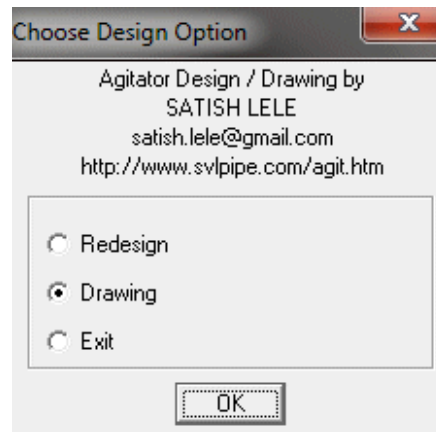 Choose Design Option
Agitator Design / Drawing by
SATISH LELE
satish.lele@gmail.com
http://www.svlpipe.com/agit.htm
Redesign
Drawing
Exit
OK